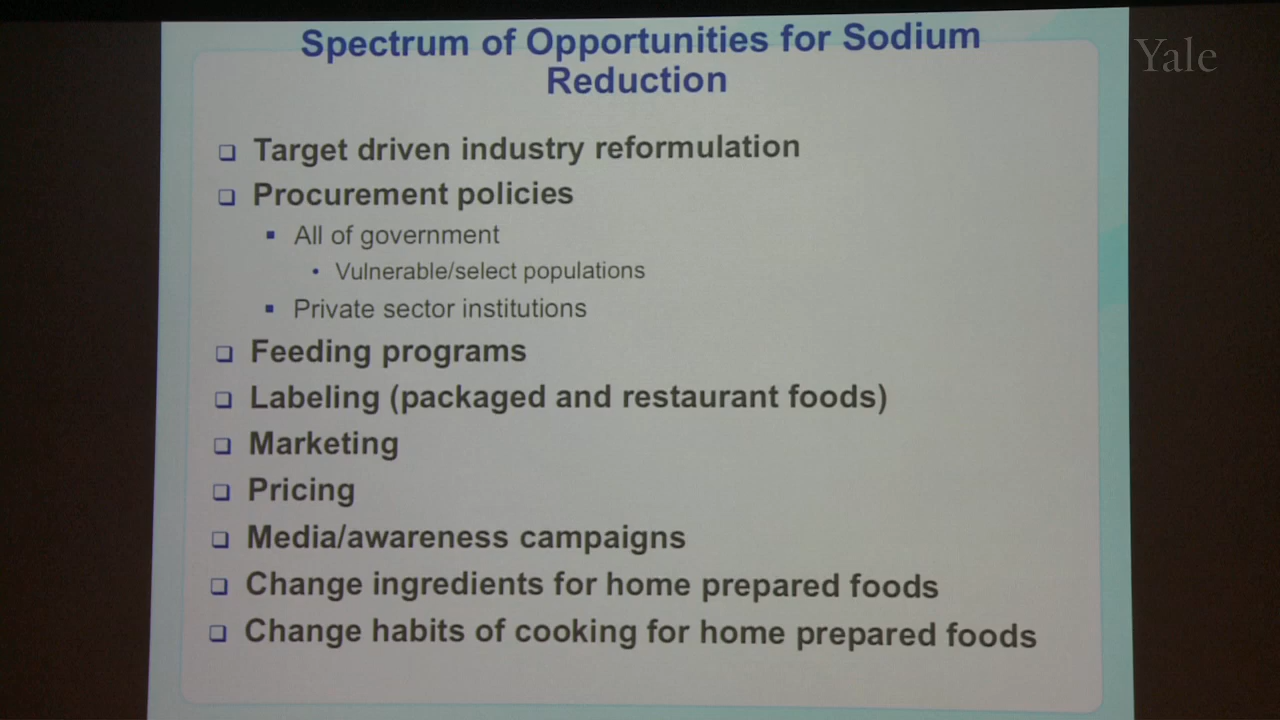 Spectrum of Opportunities for Sodium
Reduction
Yale
❑ Target driven industry reformulation
❑ Procurement policies
▪ All of government
• Vulnerable/select populations
▪ Private sector institutions
❑ Feeding programs
❑ Labeling (packaged and restaurant foods)
❑ Marketing
❑ Pricing
❑ Media/awareness campaigns
❑ Change ingredients for home prepared foods
❑ Change habits of cooking for home prepared foods